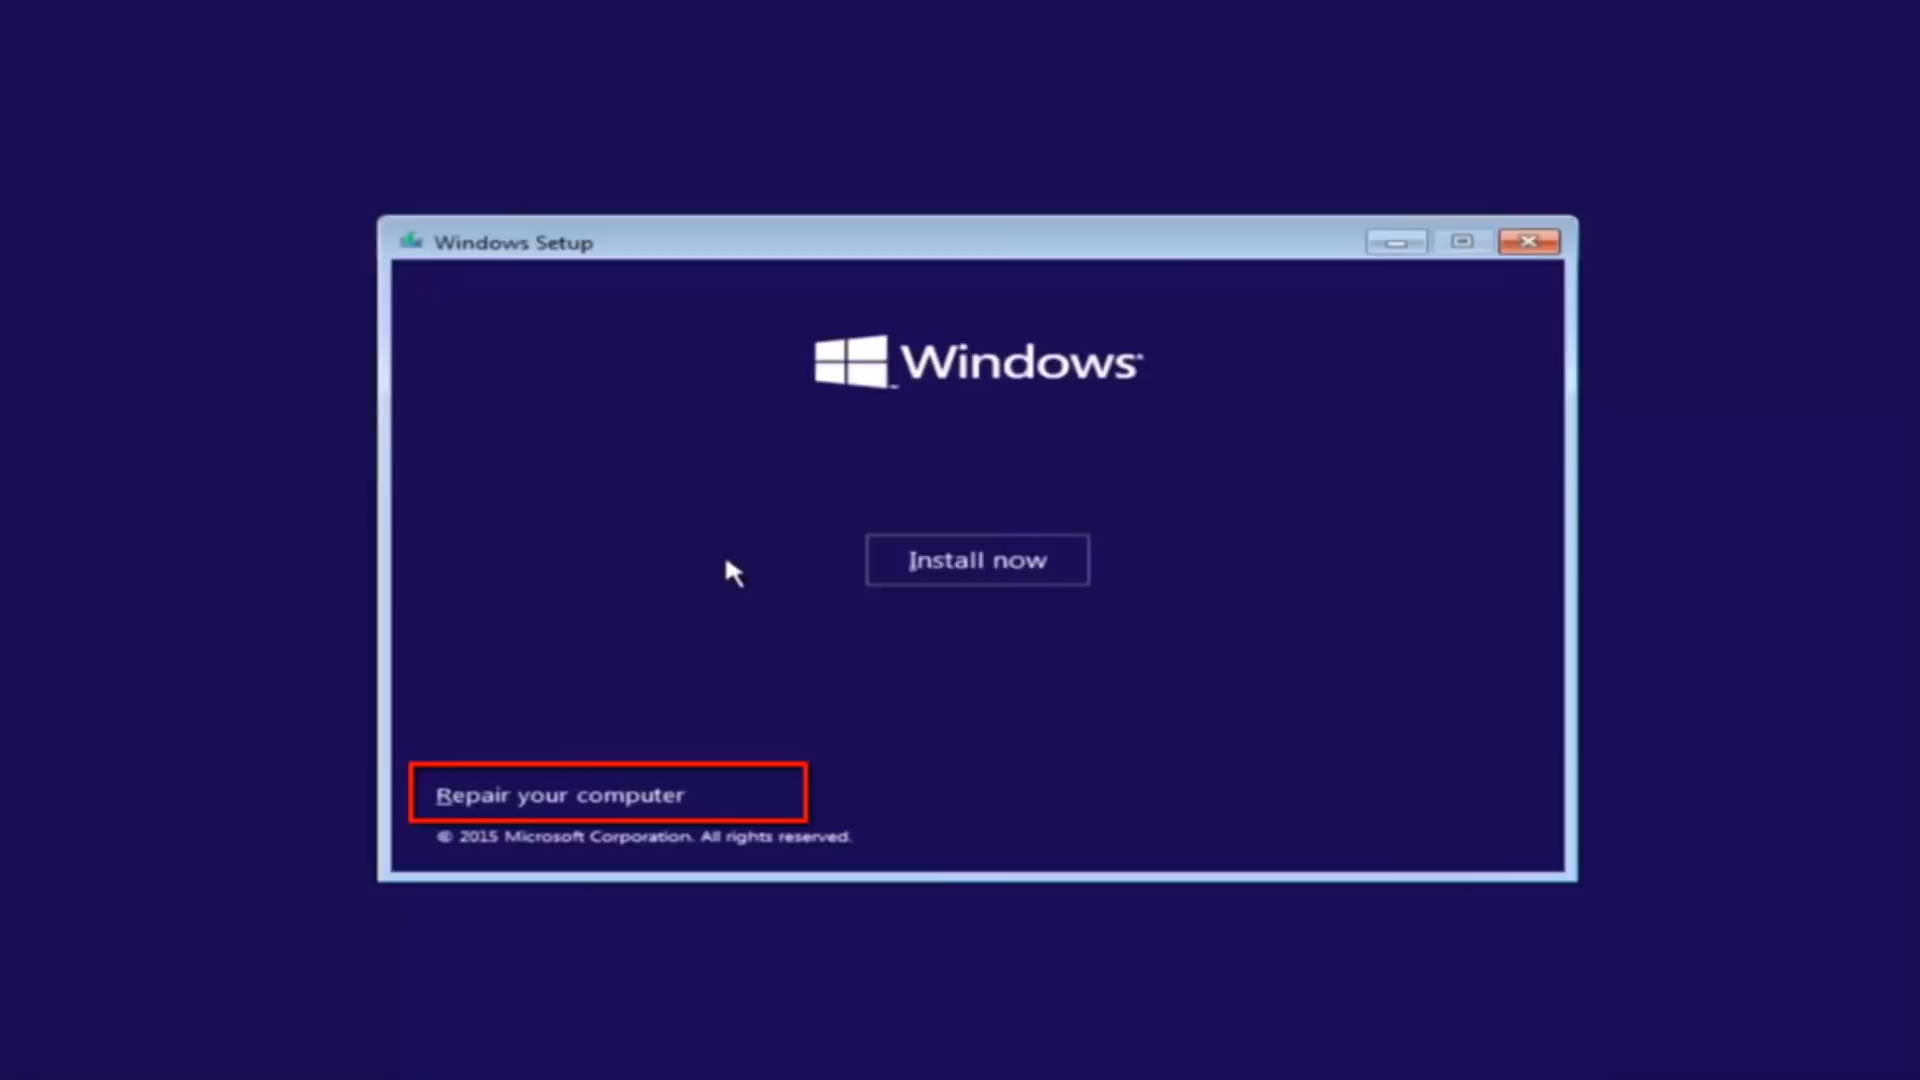 Windows Setup
Windows
Install now
Repair your computer
© 2015 Microsoft Corporation. All rights reserved.